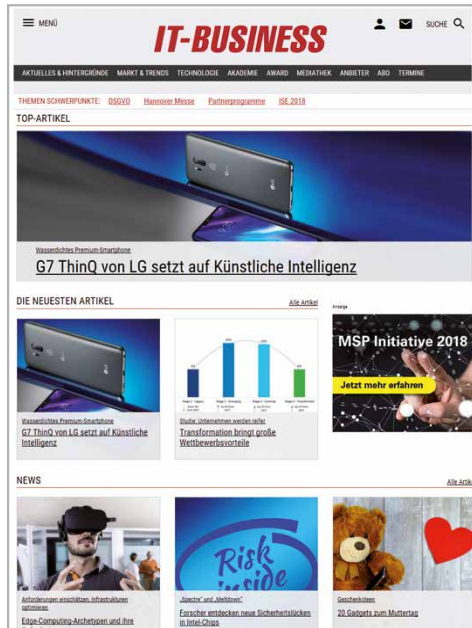 MENÜ
IT-BUSINESS
SUCHE
AKTUELLES & HINTERGRÜNDE MARKT & TRENDS TECHNOLOGIE AKADEMIE AWARD MEDIATHEK ANBIETER ABO TERMINE
THEMEN SCHWERPUNKTE: DSGVO Hannover Messe Partnerprogramme ISE 2018
TOP-ARTIKEL
Wasserdichtes Premium-Smartphone
G7 ThinQ von LG setzt auf Künstliche Intelligenz
DIE NEUESTEN ARTIKEL
Alle Artikel
Anzeige
MSP Initiative 2018
Jetzt mehr erfahren
Wasserdichtes Premium-Smartphone
G7 ThinQ von LG setzt auf Künstliche
Intelligenz
Studie: Unternehmen werden reifer
Transformation bringt große
Wettbewerbsvorteile
NEWS
Alle Artik
Anforderungen einschätzen, Infrastrukturen
optimieren
Edge-Computing-Archetypen und ihre
Risk
inside
„Spectre“ und „Meltdown“
Forscher entdecken neue Sicherheitslücken
in Intel-Chips
Geschenkideen
20 Gadgets zum Muttertag